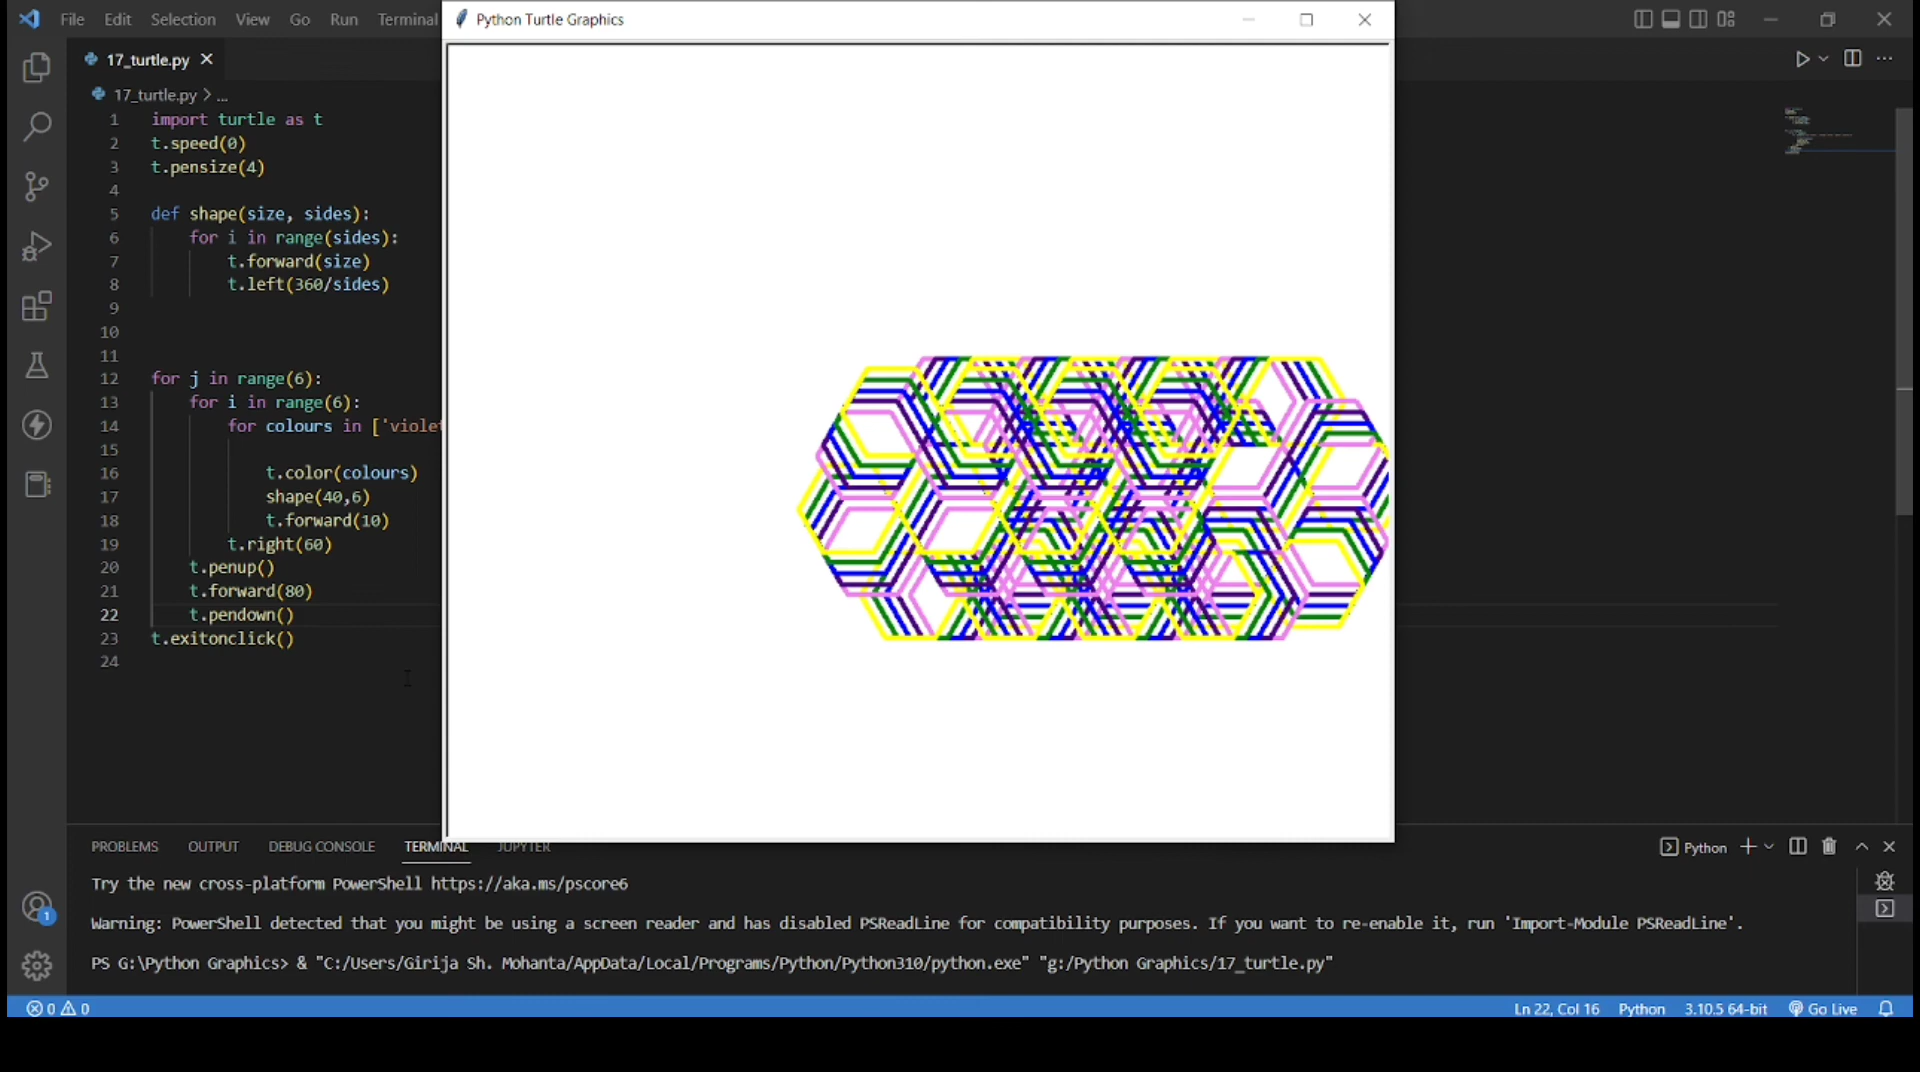 File Edit Selection View Go Run Terminal
Python Turtle Graphics
17_turtle.py
17_turtle.py > ...
1 import turtle as t
2 t.speed(0)
3 t.pensize(4)
4
5 def shape(size, sides):
6 for i in range(sides):
7 t.forward(size)
8 t.left(360/sides)
9
10
11
12 for j in range(6):
13 for i in range(6):
14 for colours in ['violet
15
16 t.color(colours)
17 shape(40,6)
18 t.forward(10)
19 t.right(60)
20 t.penup()
21 t.forward(80)
22 t.pendown()
23 t.exitonclick()
24
PROBLEMS OUTPUT DEBUG CONSOLE TERMINAL JUPYTER
Python
Try the new cross-platform PowerShell https://aka.ms/pscore6
Warning: PowerShell detected that you might be using a screen reader and has disabled PSReadLine for compatibility purposes. If you want to re-enable it, run 'Import-Module PSReadLine'.
1
PS G:\Python Graphics> & "C:/Users/Girija Sh. Mohanta/AppData/Local/Programs/Python/Python310/python.exe" "g:/Python Graphics/17_turtle.py"
0 0 Ln 22, Col 16 Python 3.10.5 64-bit Go Live